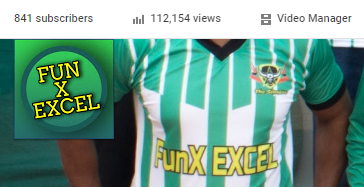 841 subscribers 112,154 views Video Manager
FUN
X
EXCEL
FunX EXCEL